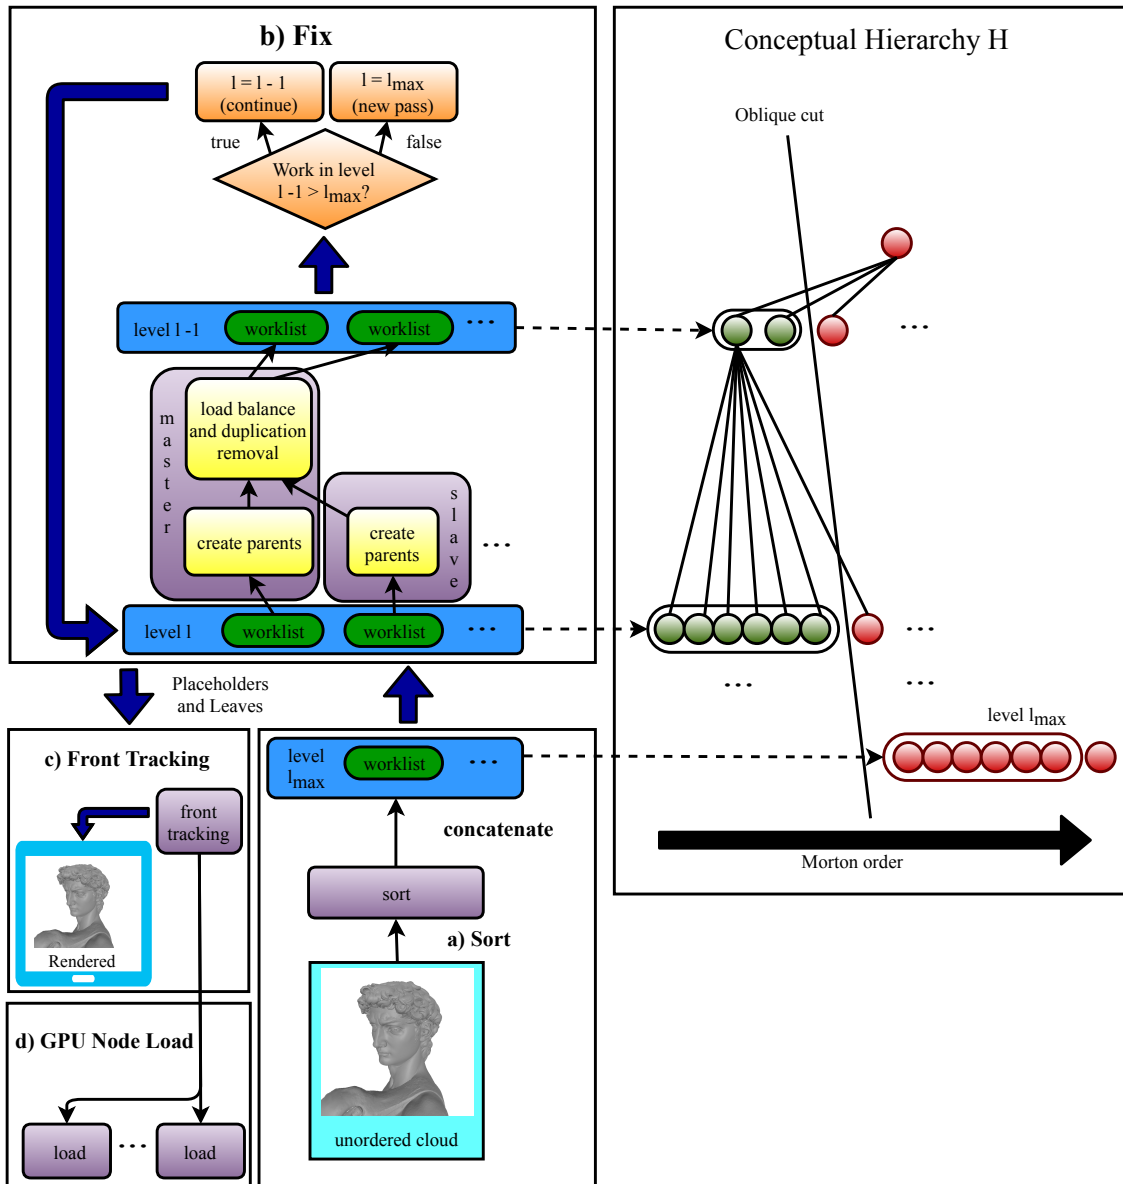 b) Fix
l = l - 1
(continue)
l = lmax
(new pass)
true
false
Work in level
l -1 > lmax?
level l -1
worklist
worklist
...
master
load balance
and duplication
removal
create parents
slave
create
parents
...
level l
worklist
worklist
...
Placeholders
and Leaves
c) Front Tracking
front
tracking
Rendered
d) GPU Node Load
load
...
load
level
lmax
worklist
...
concatenate
sort
a) Sort
unordered cloud
Conceptual Hierarchy H
Oblique cut
...
...
...
...
level lmax
Morton order